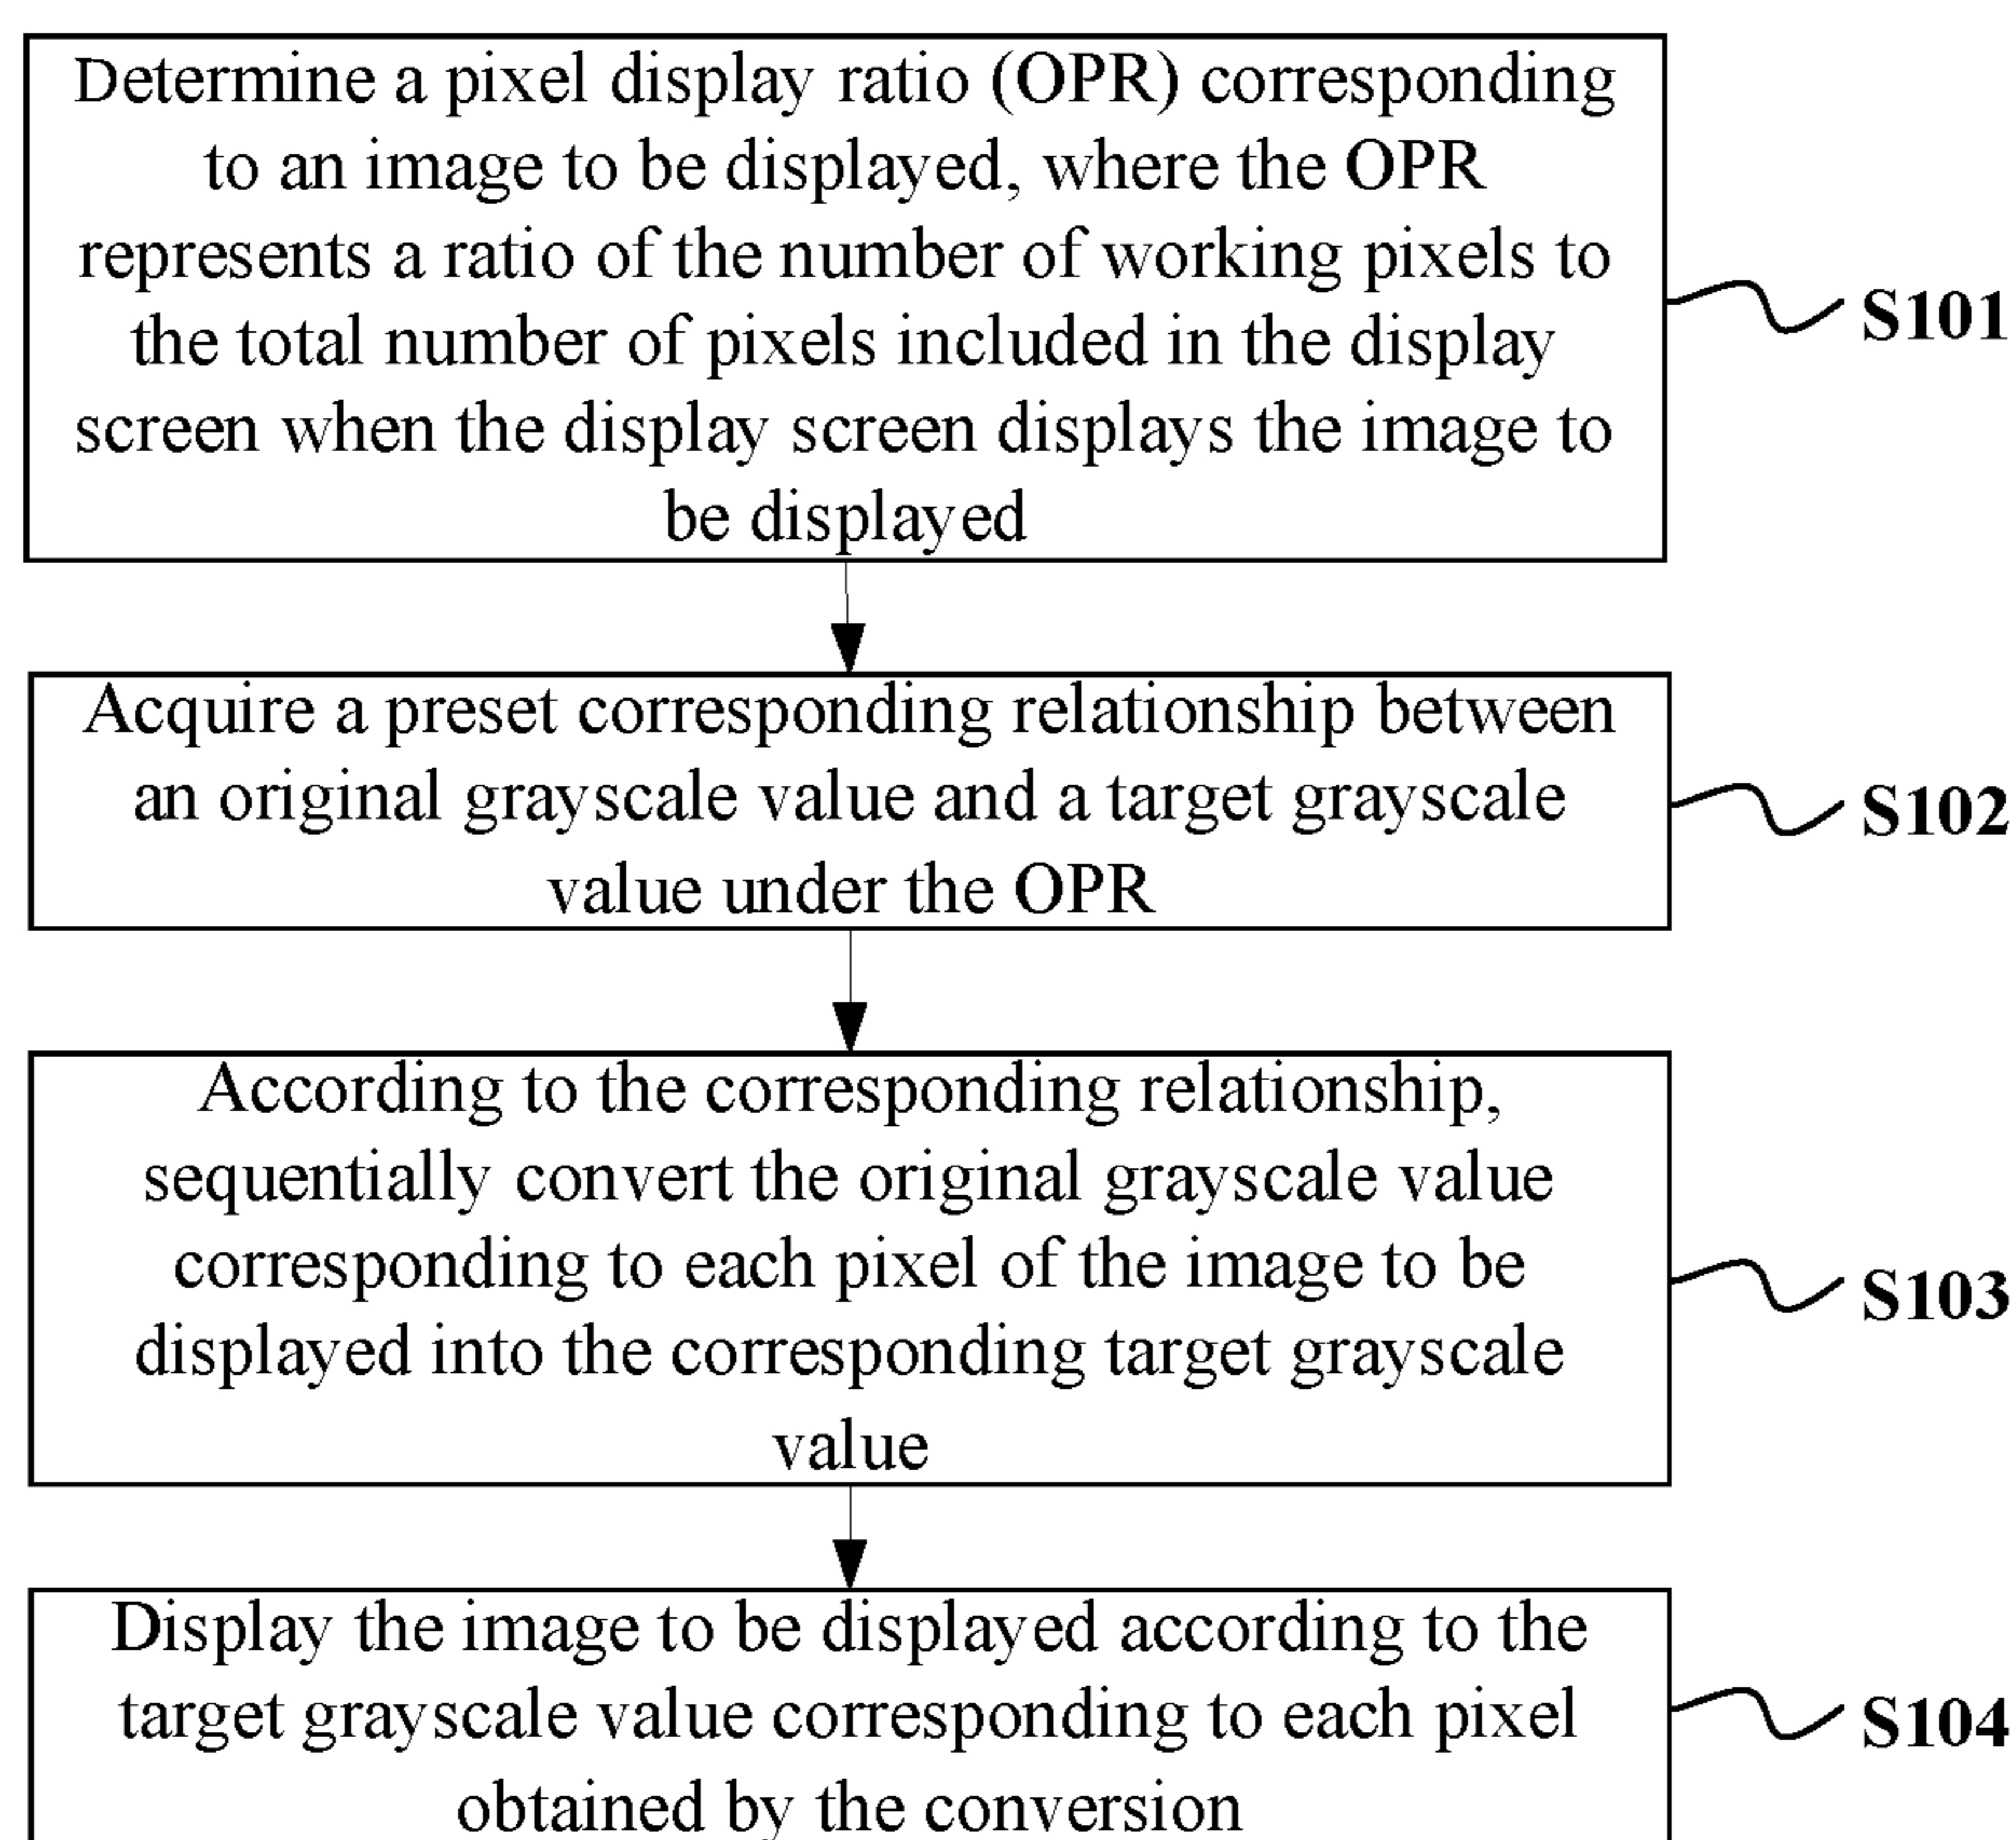 Determine a pixel display ratio (OPR) corresponding
to an image to be displayed, where the OPR
represents a ratio of the number of working pixels to
the total number of pixels included in the display
screen when the display screen displays the image to
be displayed
S101
Acquire a preset corresponding relationship between
an original grayscale value and a target grayscale
value under the OPR
S102
According to the corresponding relationship,
sequentially convert the original grayscale value
corresponding to each pixel of the image to be
displayed into the corresponding target grayscale
value
S103
Display the image to be displayed according to the
target grayscale value corresponding to each pixel
obtained by the conversion
S104